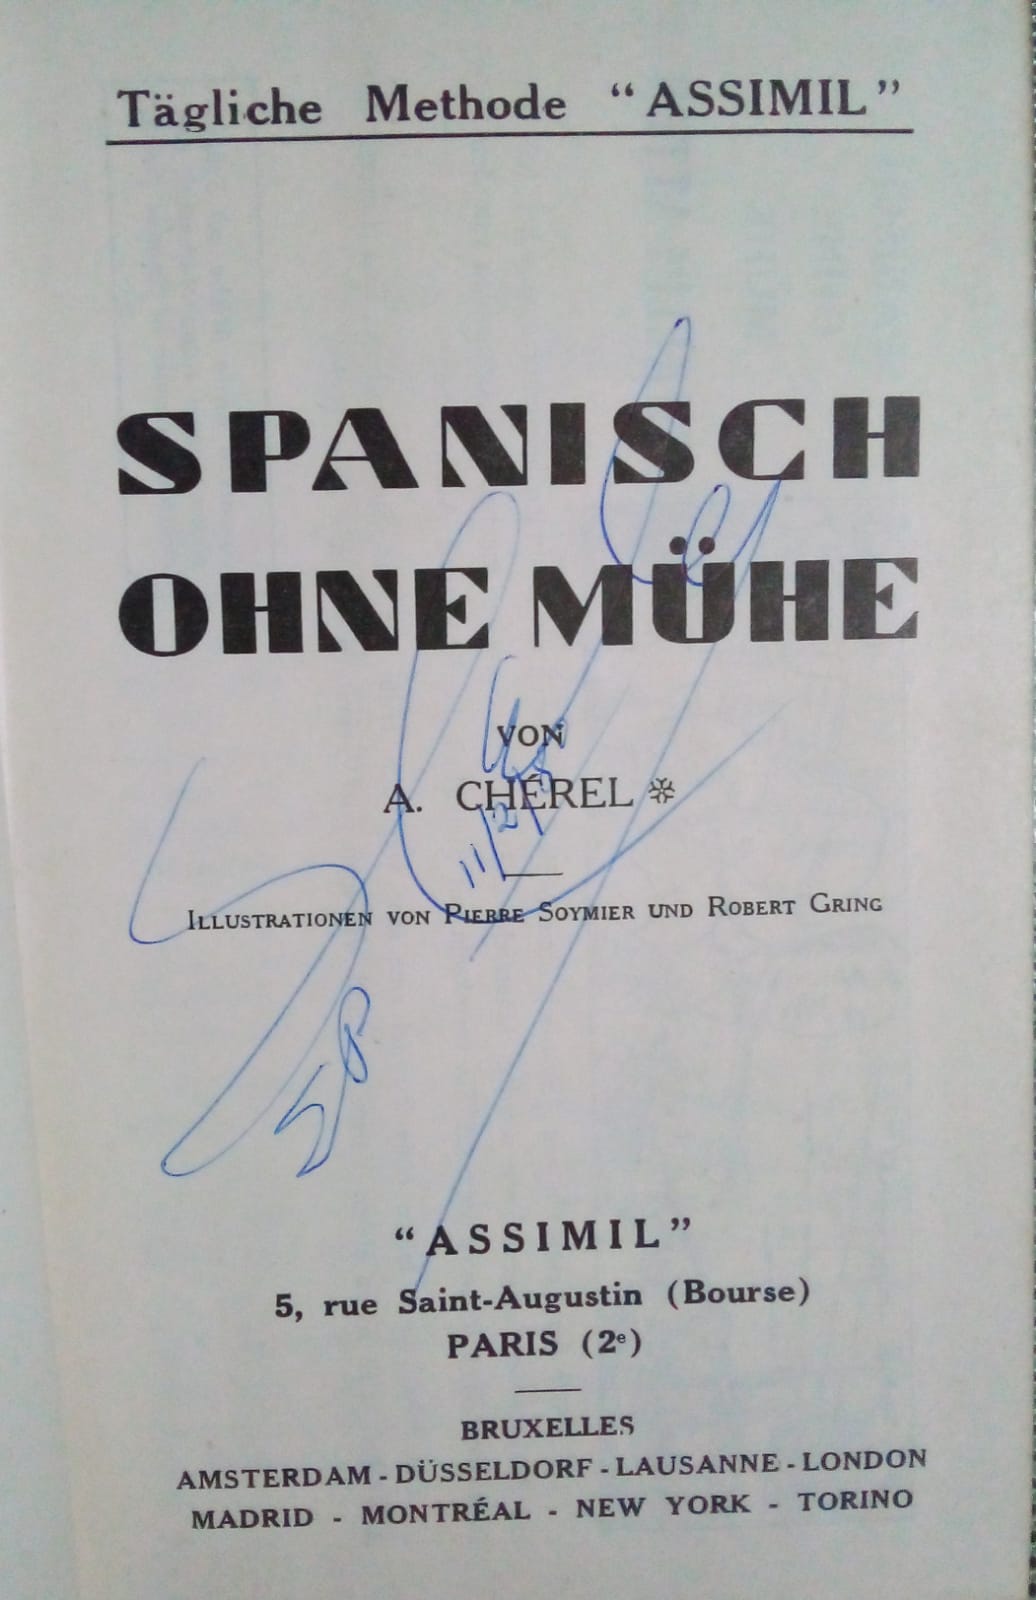 Tägliche Methode “ASSIMIL”
SPANISCH
OHNE MÜHE
VON
A. CHÉREL
ILLUSTRATIONEN VON PIERRE SOYMIER UND ROBERT GRING
“ASSIMIL”
5, rue Saint-Augustin (Bourse)
PARIS (2e)
BRUXELLES
AMSTERDAM - DÜSSELDORF - LAUSANNE - LONDON
MADRID - MONTRÉAL - NEW YORK - TORINO